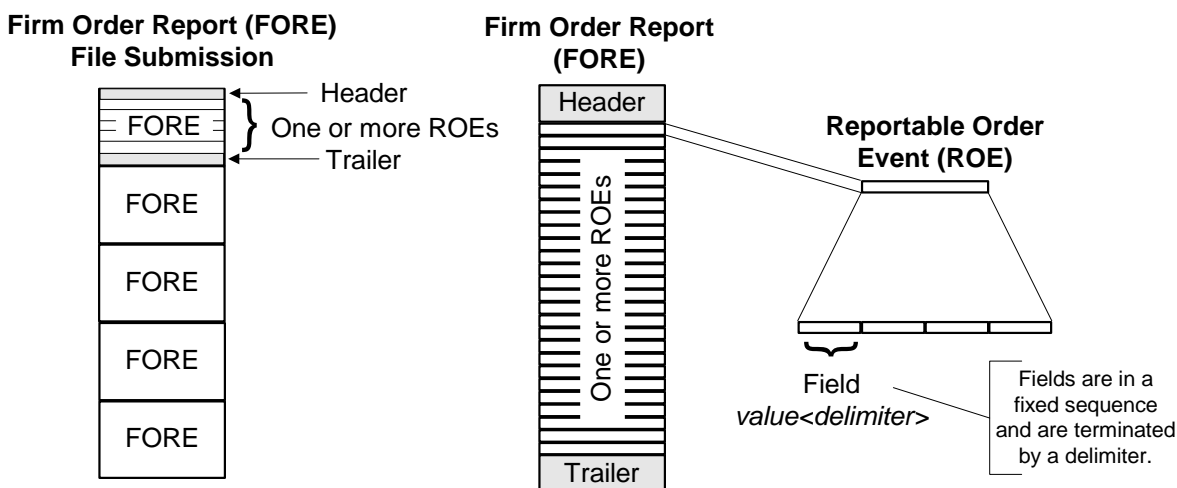 Firm Order Report (FORE)
File Submission
Header
FORE
One or more ROEs
Trailer
FORE
FORE
FORE
FORE
Firm Order Report
(FORE)
Header
One or more ROEs
Trailer
Reportable Order
Event (ROE)
Field
value<delimiter>
Fields are in a
fixed sequence
and are terminated
by a delimiter.